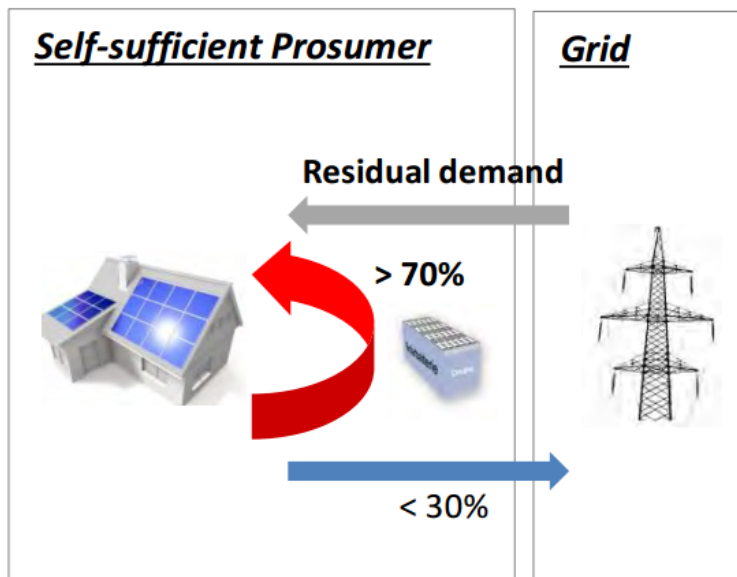 Self-sufficient Prosumer
Grid
Residual demand
> 70%
< 30%